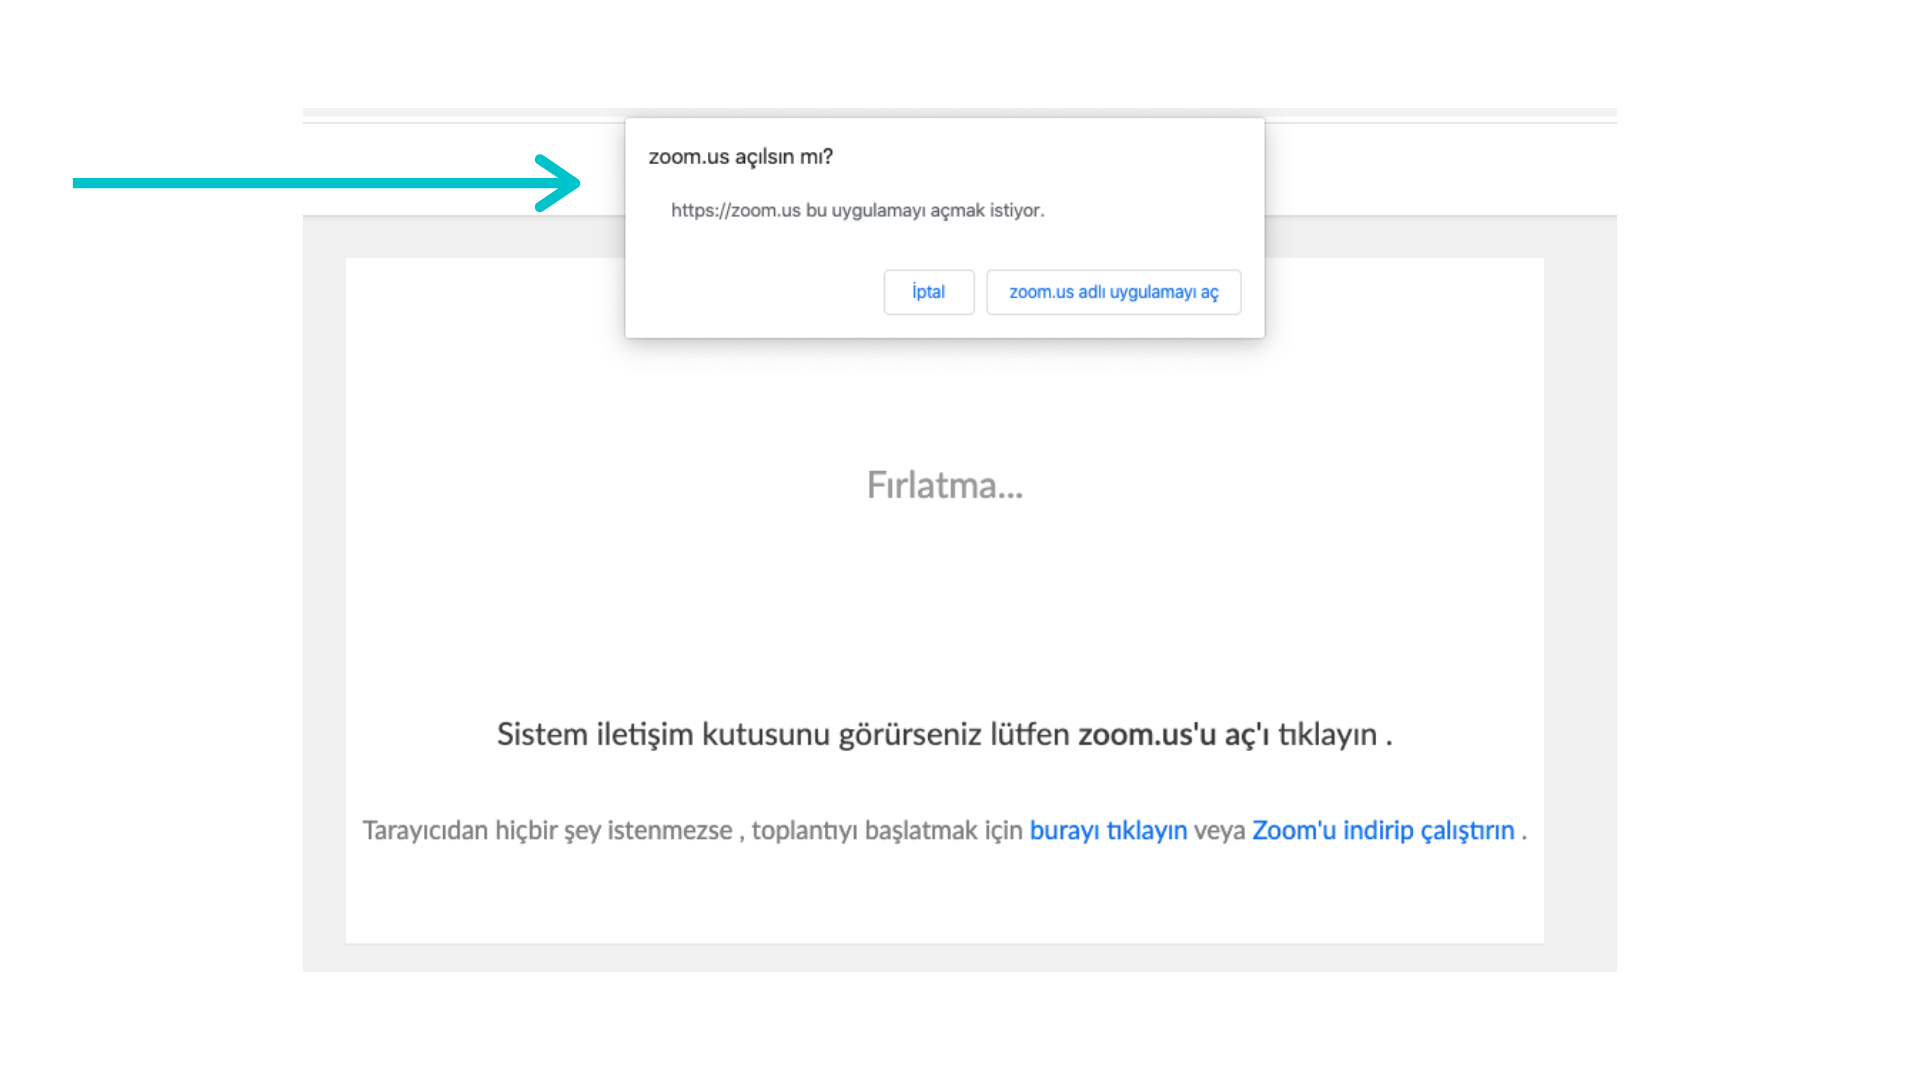 zoom.us açılsın mı?
https://zoom.us bu uygulamayı açmak istiyor.
İptal
zoom.us adlı uygulamayı aç
Fırlatma...
Sistem iletişim kutusunu görürseniz lütfen zoom.us'u aç'ı tıklayın .
Tarayıcıdan hiçbir şey istenmezse , toplantıyı başlatmak için burayı tıklayın veya Zoom'u indirip çalıştırın .